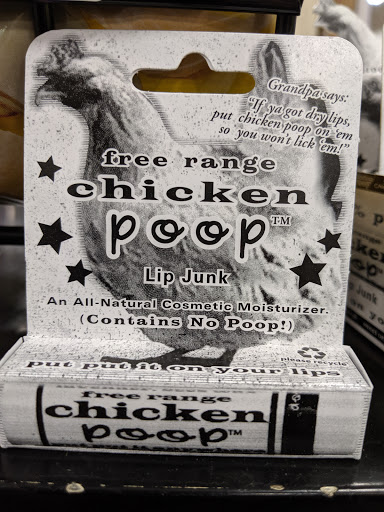 Grandpa says:
"If ya got dry lips,
put chicken poop on 'em
so you won't lick 'em!"
free range
chicken
poop™
Lip Junk
An All-Natural Cosmetic Moisturizer.
(Contains No Poop!)
please recycle
put put it on your lips
free range
chicken
poop™